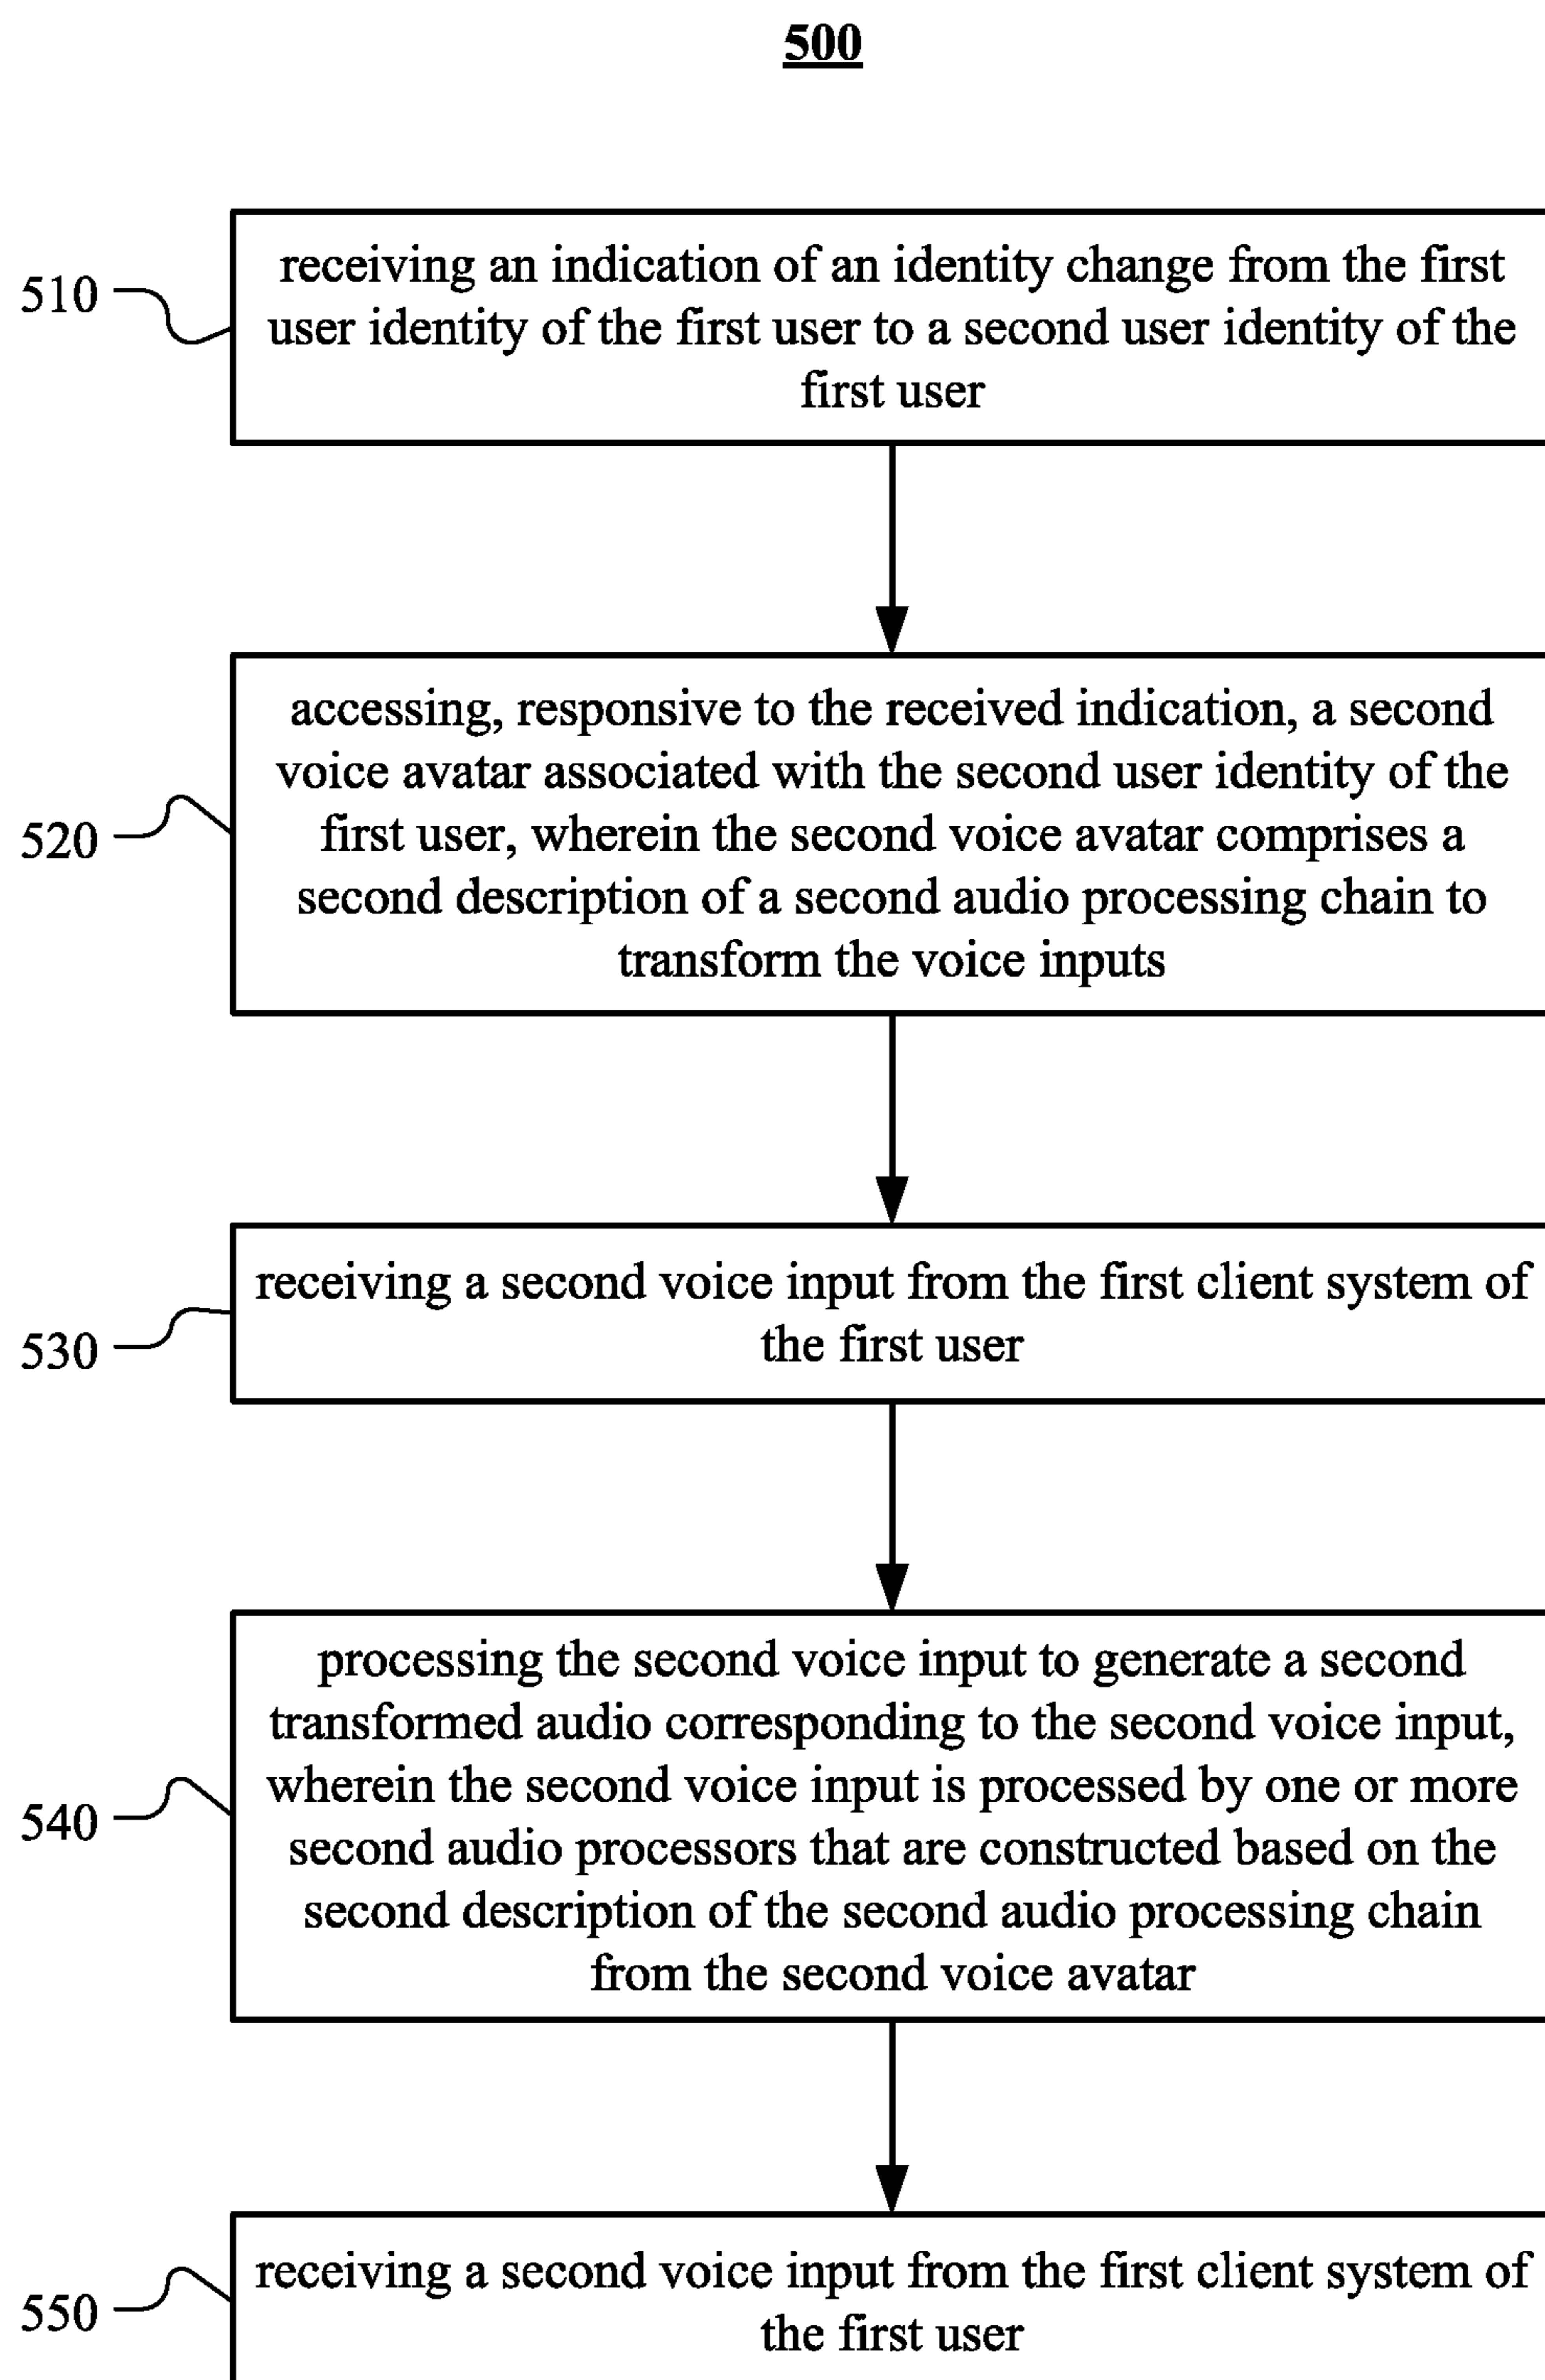 500
510
receiving an indication of an identity change from the first
user identity of the first user to a second user identity of the
first user
520
accessing, responsive to the received indication, a second
voice avatar associated with the second user identity of the
first user, wherein the second voice avatar comprises a
second description of a second audio processing chain to
transform the voice inputs
530
receiving a second voice input from the first client system of
the first user
540
processing the second voice input to generate a second
transformed audio corresponding to the second voice input,
wherein the second voice input is processed by one or more
second audio processors that are constructed based on the
second description of the second audio processing chain
from the second voice avatar
550
receiving a second voice input from the first client system of
the first user